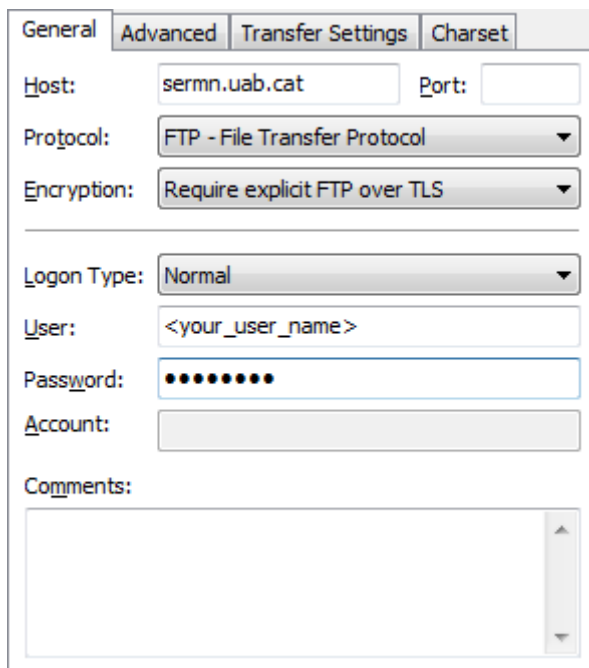 General Advanced Transfer Settings Charset
Host: sermn.uab.cat Port:
Protocol: FTP - File Transfer Protocol
Encryption: Require explicit FTP over TLS
Logon Type: Normal
User: <your_user_name>
Password: ●●●●●●●●
Account:
Comments: